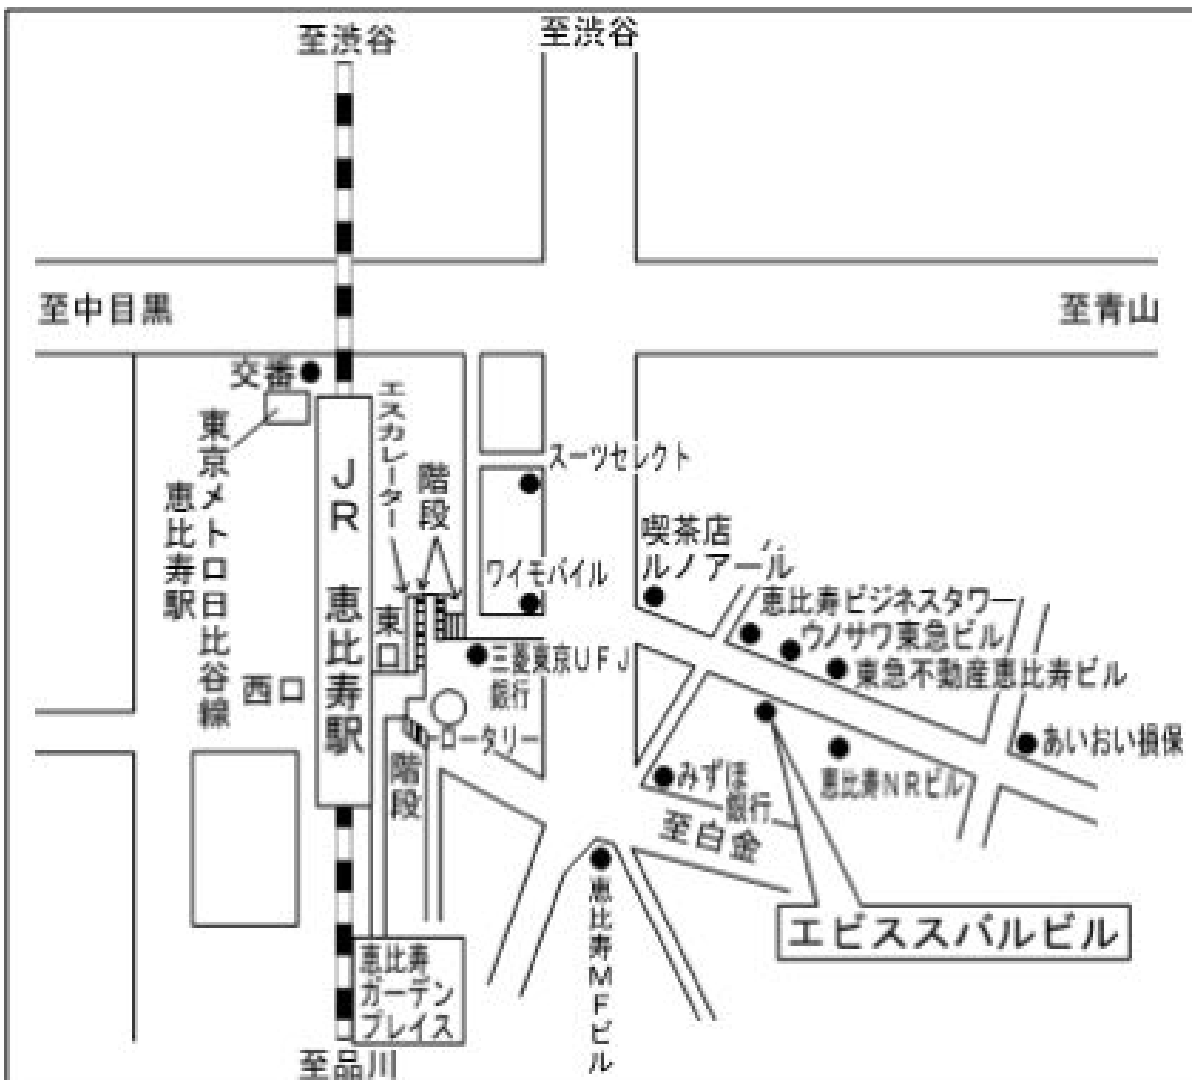 至渋谷
至渋谷
至中目黒
至青山
交番
エスカレーター
階段
東京メトロ日比谷線
恵比寿駅
JR 恵比寿駅
スーツセレクト
ワイモバイル
喫茶店
ルノアール
恵比寿ビジネスタワー
ウノサワ東急ビル
東急不動産恵比寿ビル
東口
三菱東京UFJ
銀行
西口
ロータリー
階段
あいおい損保
みずほ
銀行
恵比寿NRビル
至白金
エビススバルビル
恵比寿MFビル
恵比寿
ガーデン
プレイス
至品川